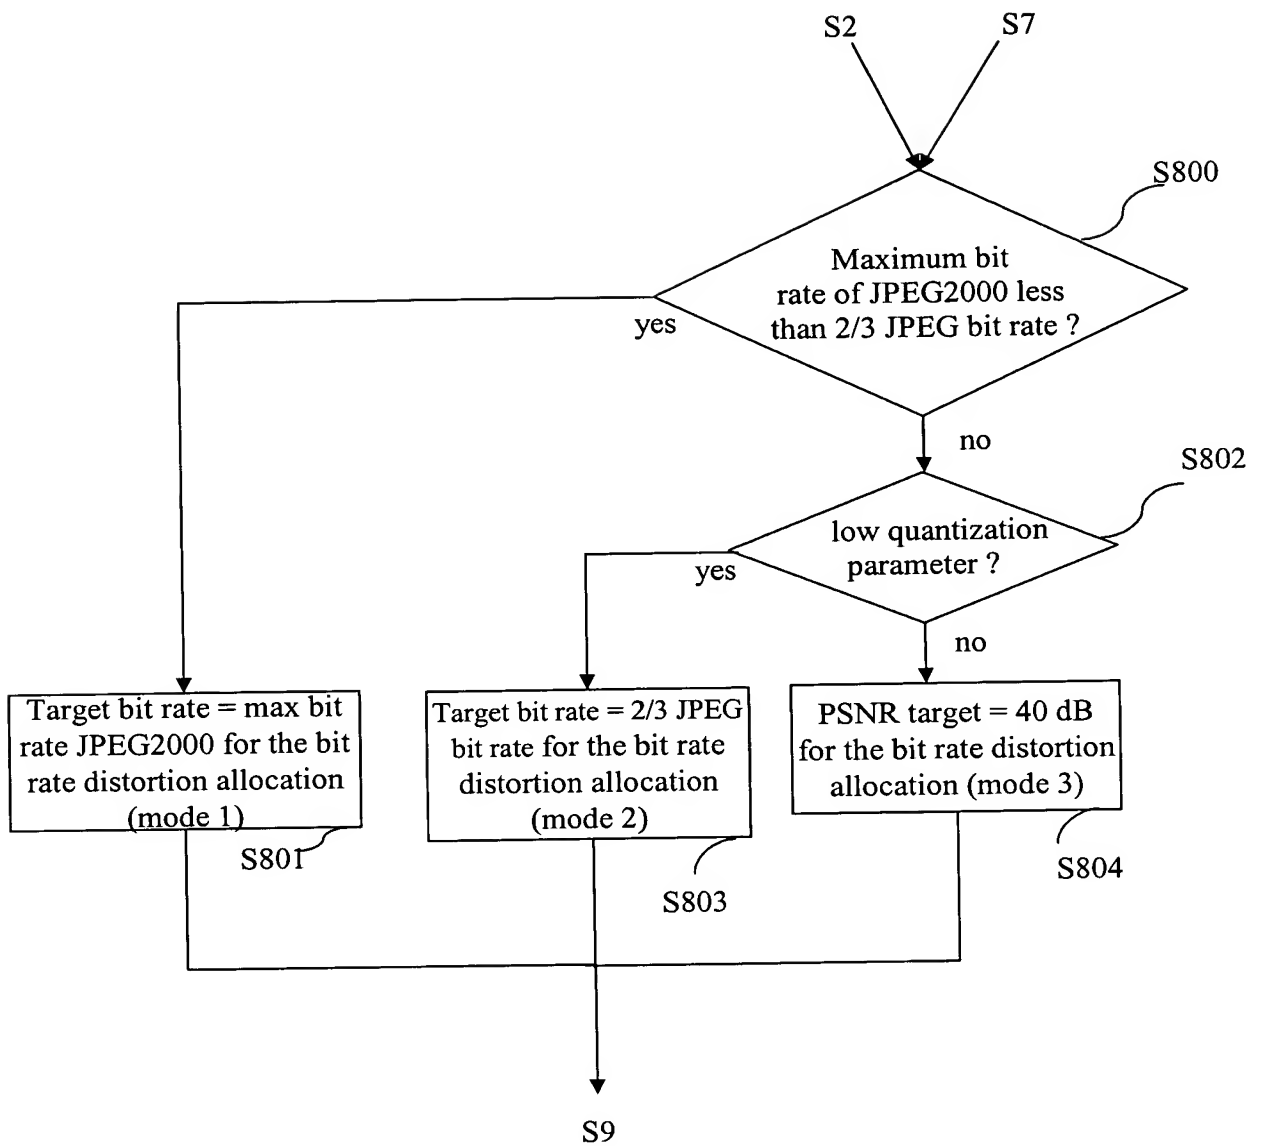 S2
S7
S800
Maximum bit
rate of JPEG2000 less
than 2/3 JPEG bit rate ?
yes
no
S802
low quantization
parameter ?
yes
no
Target bit rate = max bit
rate JPEG2000 for the bit
rate distortion allocation
(mode 1)
S801
Target bit rate = 2/3 JPEG
bit rate for the bit rate
distortion allocation
(mode 2)
S803
PSNR target = 40 dB
for the bit rate distortion
allocation (mode 3)
S804
S9